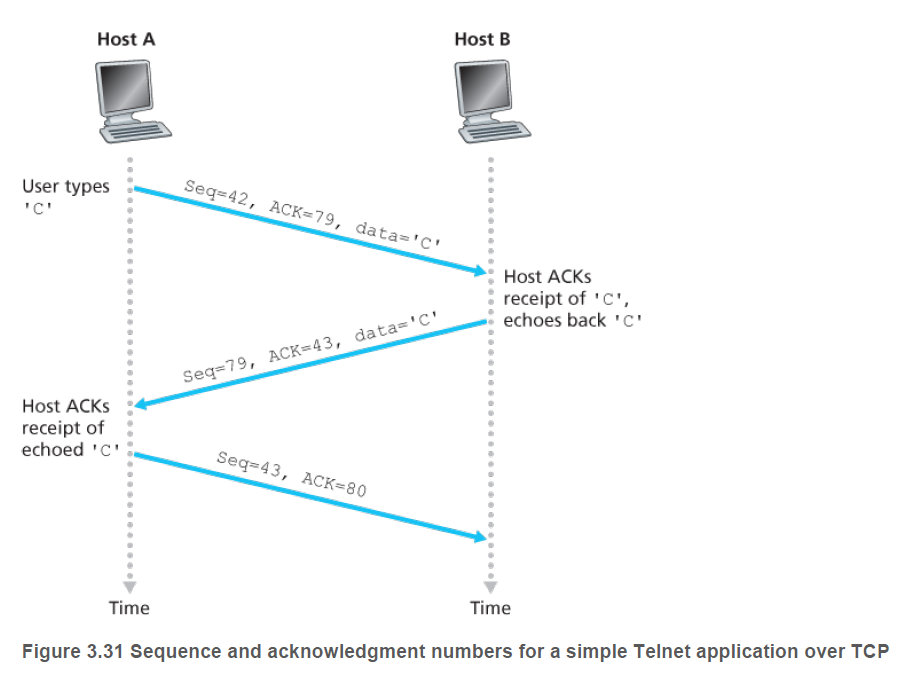 Host A
Host B
User types
'C'
Seq=42, ACK=79, data='C'
Host ACKs
receipt of 'C',
echoes back 'C'
Seq=79, ACK=43, data='C'
Host ACKs
receipt of
echoed 'C'
Seq=43, ACK=80
Time
Time
Figure 3.31 Sequence and acknowledgment numbers for a simple Telnet application over TCP